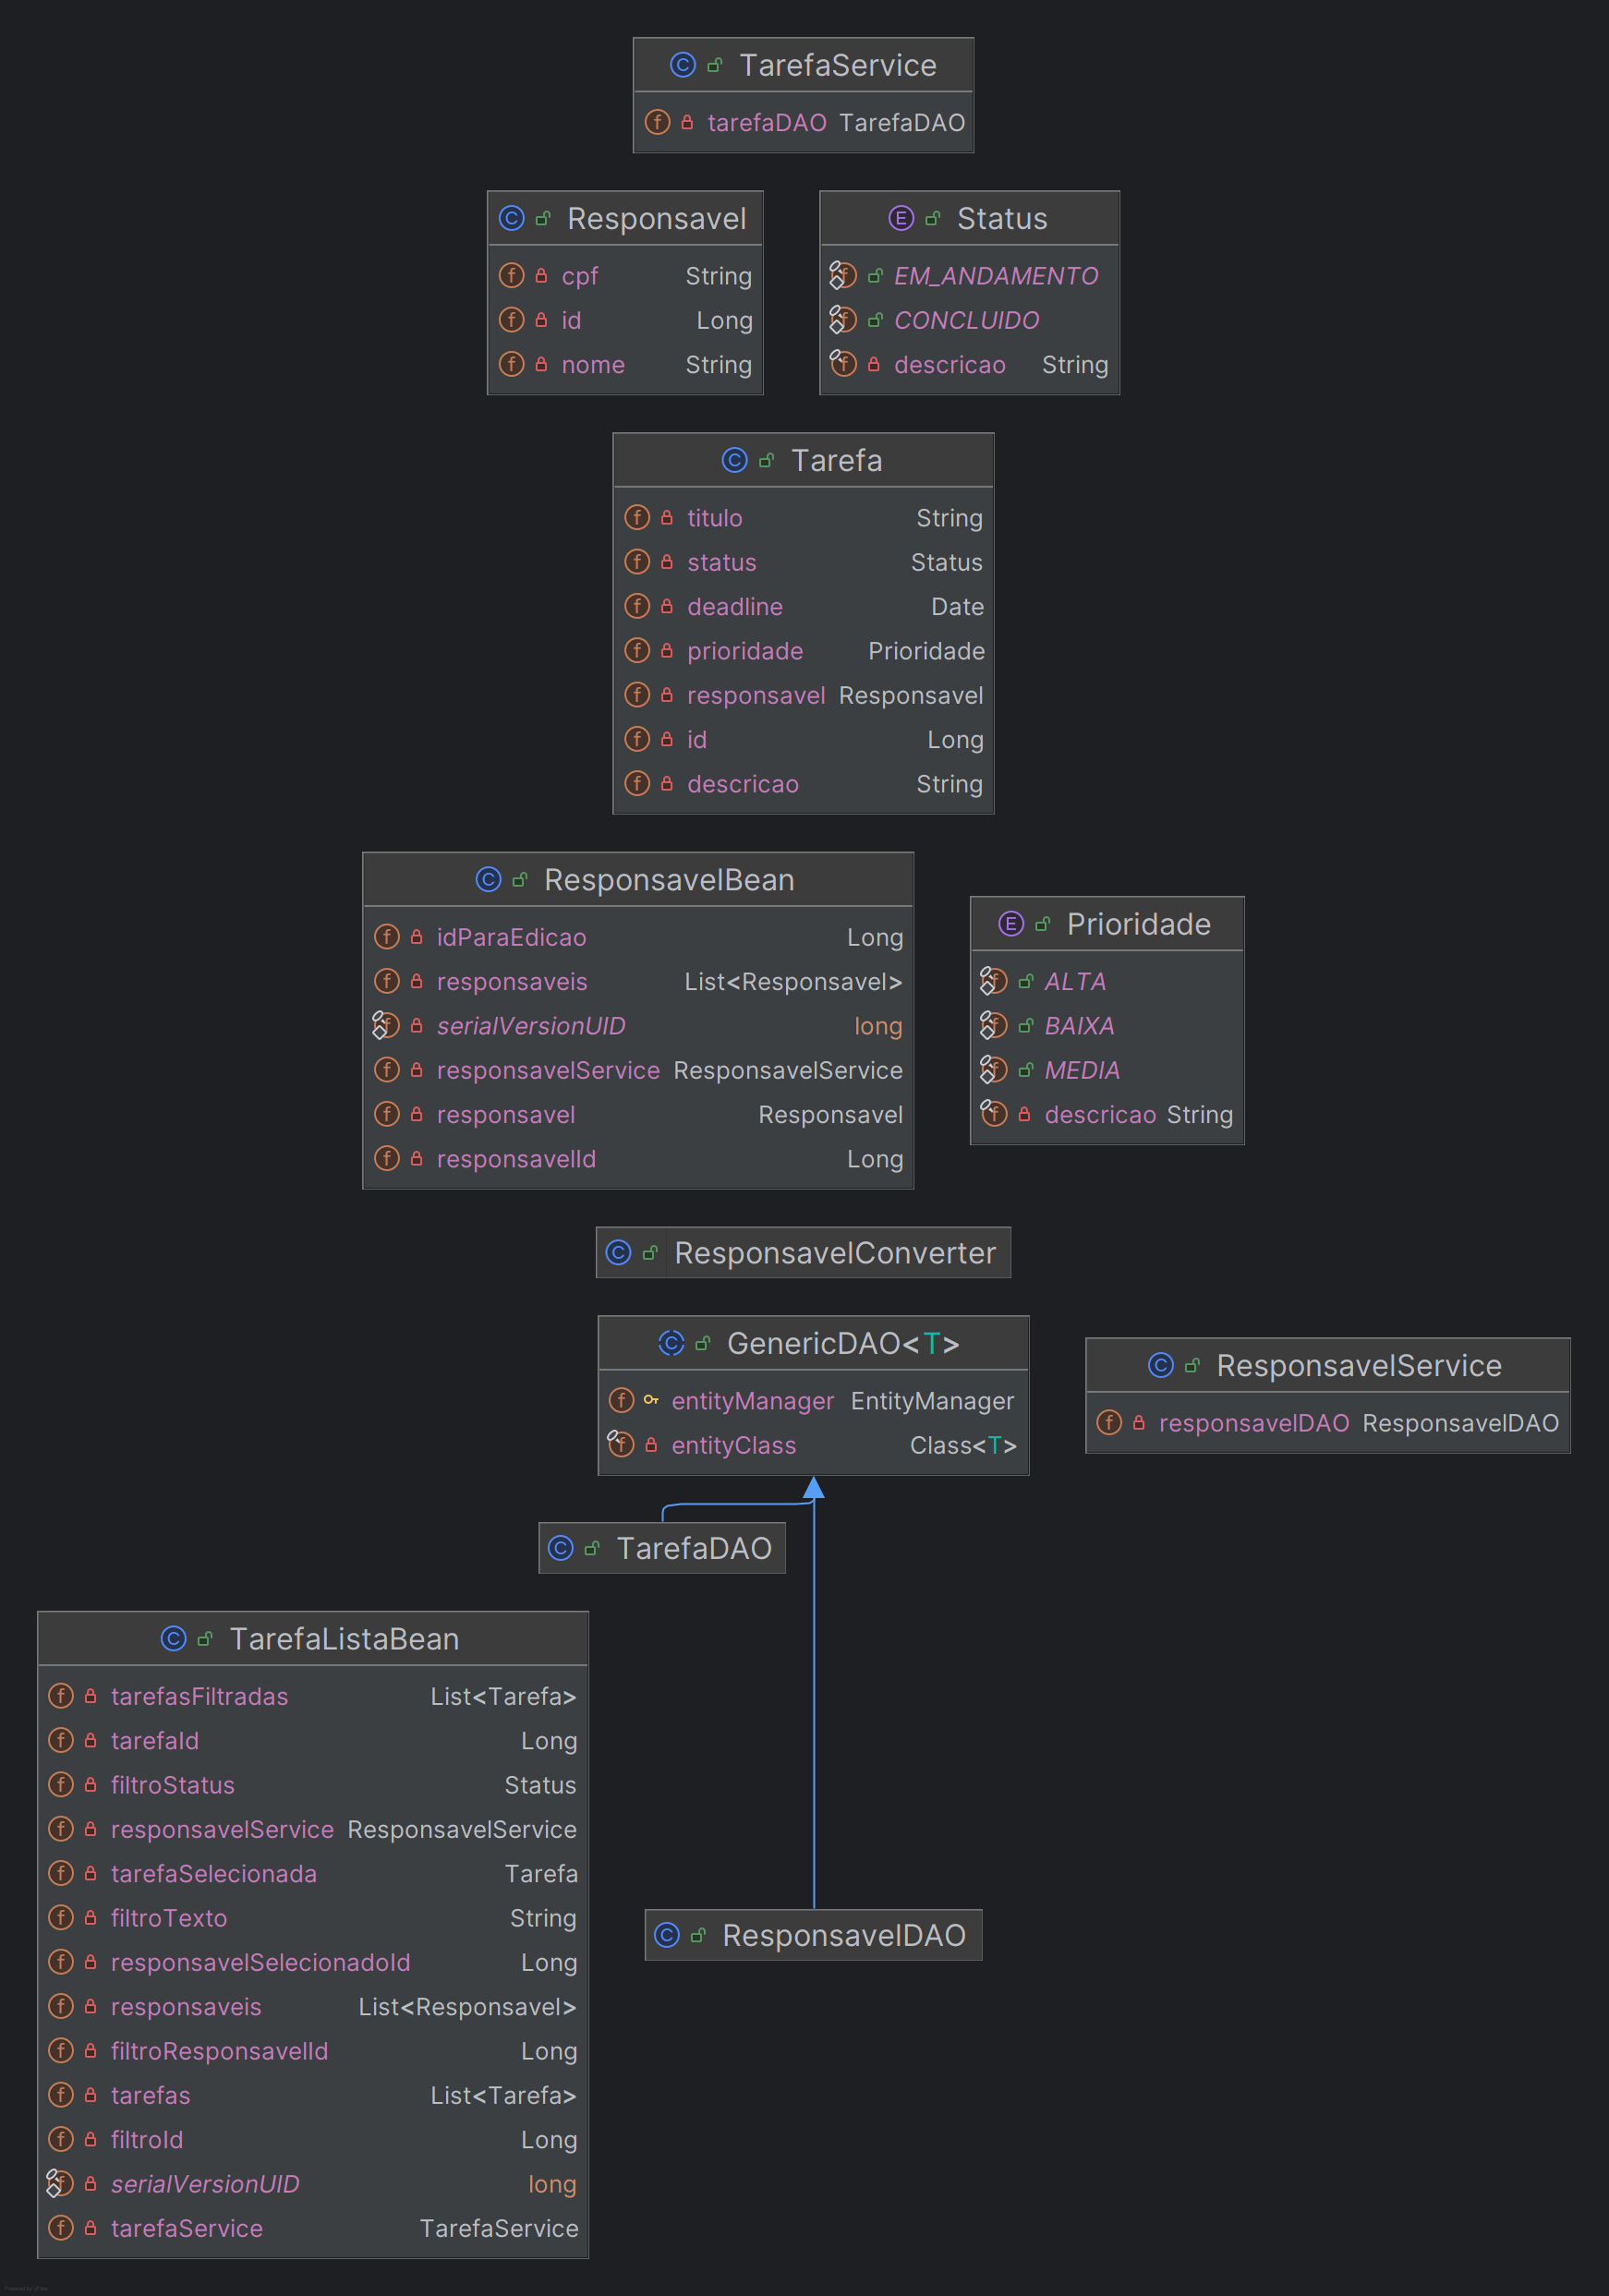 TarefaService
tarefaDAO TarefaDAO
Responsavel
cpf String
id Long
nome String
Status
EM_ANDAMENTO
CONCLUIDO
descricao String
Tarefa
titulo String
status Status
deadline Date
prioridade Prioridade
responsavel Responsavel
id Long
descricao String
ResponsavelBean
idParaEdicao Long
responsaveis List<Responsavel>
serialVersionUID long
responsavelService ResponsavelService
responsavel Responsavel
responsavelId Long
Prioridade
ALTA
BAIXA
MEDIA
descricao String
ResponsavelConverter
GenericDAO<T>
entityManager EntityManager
entityClass Class<T>
ResponsavelService
responsavelDAO ResponsavelDAO
TarefaDAO
TarefaListaBean
tarefasFiltradas List<Tarefa>
tarefaId Long
filtroStatus Status
responsavelService ResponsavelService
tarefaSelecionada Tarefa
filtroTexto String
responsavelSelecionadoId Long
responsaveis List<Responsavel>
filtroResponsavelId Long
tarefas List<Tarefa>
filtroId Long
serialVersionUID long
tarefaService TarefaService
ResponsavelDAO
Powered by yFiles